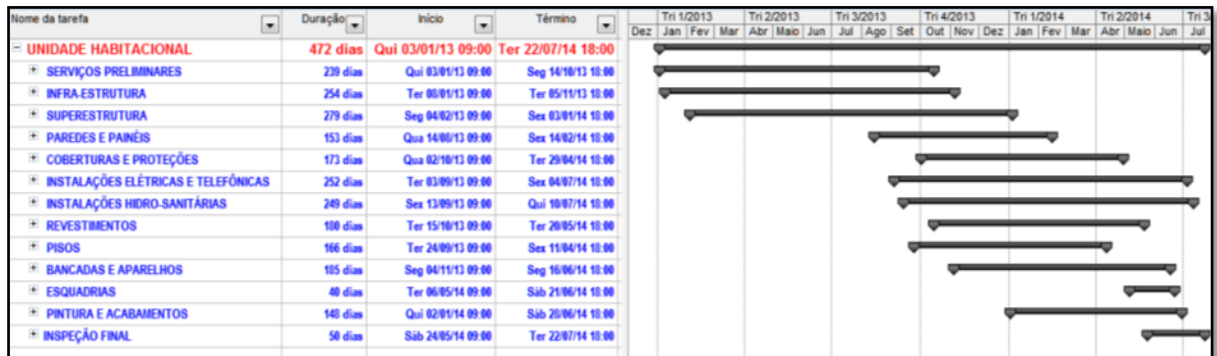 Nome da tarefa Duração Início Término Tri 1/2013 Tri 2/2013 Tri 3/2013 Tri 4/2013 Tri 1/2014 Tri 2/2014 Tri 3/
Dez Jan Fev Mar Abr Maio Jun Jul Ago Set Out Nov Dez Jan Fev Mar Abr Maio Jun Jul
UNIDADE HABITACIONAL 472 dias Qui 03/01/13 09:00 Ter 22/07/14 18:00
SERVIÇOS PRELIMINARES 239 dias Qui 03/01/13 09:00 Seg 14/10/13 18:00
INFRA-ESTRUTURA 254 dias Ter 08/01/13 09:00 Ter 05/11/13 18:00
SUPERESTRUTURA 279 dias Seg 04/02/13 09:00 Sex 03/01/14 18:00
PAREDES E PAINÉIS 153 dias Qua 14/08/13 09:00 Sex 14/02/14 18:00
COBERTURAS E PROTEÇÕES 173 dias Qua 02/10/13 09:00 Ter 29/04/14 18:00
INSTALAÇÕES ELÉTRICAS E TELEFÔNICAS 252 dias Ter 03/09/13 09:00 Sex 04/07/14 18:00
INSTALAÇÕES HIDRO-SANITÁRIAS 249 dias Sex 13/09/13 09:00 Qui 10/07/14 18:00
REVESTIMENTOS 180 dias Ter 15/10/13 09:00 Ter 20/05/14 18:00
PISOS 166 dias Ter 24/09/13 09:00 Sex 11/04/14 18:00
BANCADAS E APARELHOS 185 dias Seg 04/11/13 09:00 Seg 16/06/14 18:00
ESQUADRIAS 40 dias Ter 06/05/14 09:00 Sáb 21/06/14 18:00
PINTURA E ACABAMENTOS 148 dias Qui 02/01/14 09:00 Sáb 28/06/14 18:00
INSPEÇÃO FINAL 50 dias Sáb 24/05/14 09:00 Ter 22/07/14 18:00